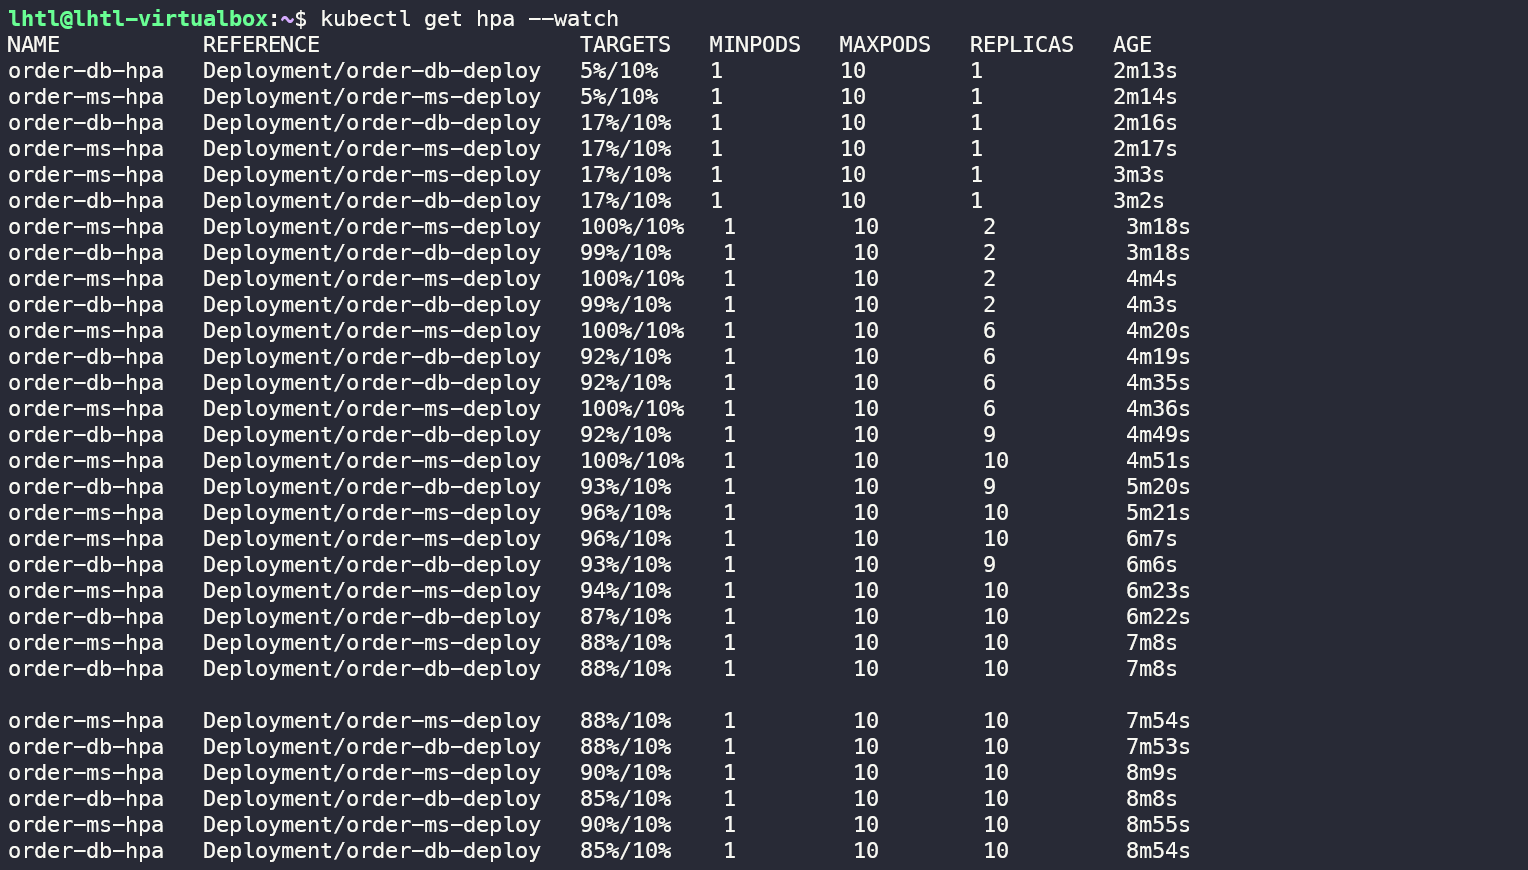 lhtl@lhtl-virtualbox:~$ kubectl get hpa --watch
NAME           REFERENCE                    TARGETS   MINPODS   MAXPODS   REPLICAS   AGE
order-db-hpa   Deployment/order-db-deploy   5%/10%    1         10        1          2m13s
order-ms-hpa   Deployment/order-ms-deploy   5%/10%    1         10        1          2m14s
order-db-hpa   Deployment/order-db-deploy   17%/10%   1         10        1          2m16s
order-ms-hpa   Deployment/order-ms-deploy   17%/10%   1         10        1          2m17s
order-ms-hpa   Deployment/order-ms-deploy   17%/10%   1         10        1          3m3s
order-db-hpa   Deployment/order-db-deploy   17%/10%   1         10        1          3m2s
order-ms-hpa   Deployment/order-ms-deploy   100%/10%   1         10        2          3m18s
order-db-hpa   Deployment/order-db-deploy   99%/10%    1         10        2          3m18s
order-ms-hpa   Deployment/order-ms-deploy   100%/10%   1         10        2          4m4s
order-db-hpa   Deployment/order-db-deploy   99%/10%    1         10        2          4m3s
order-ms-hpa   Deployment/order-ms-deploy   100%/10%   1         10        6          4m20s
order-db-hpa   Deployment/order-db-deploy   92%/10%    1         10        6          4m19s
order-db-hpa   Deployment/order-db-deploy   92%/10%    1         10        6          4m35s
order-ms-hpa   Deployment/order-ms-deploy   100%/10%   1         10        6          4m36s
order-db-hpa   Deployment/order-db-deploy   92%/10%    1         10        9          4m49s
order-ms-hpa   Deployment/order-ms-deploy   100%/10%   1         10        10         4m51s
order-db-hpa   Deployment/order-db-deploy   93%/10%    1         10        9          5m20s
order-ms-hpa   Deployment/order-ms-deploy   96%/10%    1         10        10         5m21s
order-ms-hpa   Deployment/order-ms-deploy   96%/10%    1         10        10         6m7s
order-db-hpa   Deployment/order-db-deploy   93%/10%    1         10        9          6m6s
order-ms-hpa   Deployment/order-ms-deploy   94%/10%    1         10        10         6m23s
order-db-hpa   Deployment/order-db-deploy   87%/10%    1         10        10         6m22s
order-ms-hpa   Deployment/order-ms-deploy   88%/10%    1         10        10         7m8s
order-db-hpa   Deployment/order-db-deploy   88%/10%    1         10        10         7m8s

order-ms-hpa   Deployment/order-ms-deploy   88%/10%    1         10        10         7m54s
order-db-hpa   Deployment/order-db-deploy   88%/10%    1         10        10         7m53s
order-ms-hpa   Deployment/order-ms-deploy   90%/10%    1         10        10         8m9s
order-db-hpa   Deployment/order-db-deploy   85%/10%    1         10        10         8m8s
order-ms-hpa   Deployment/order-ms-deploy   90%/10%    1         10        10         8m55s
order-db-hpa   Deployment/order-db-deploy   85%/10%    1         10        10         8m54s